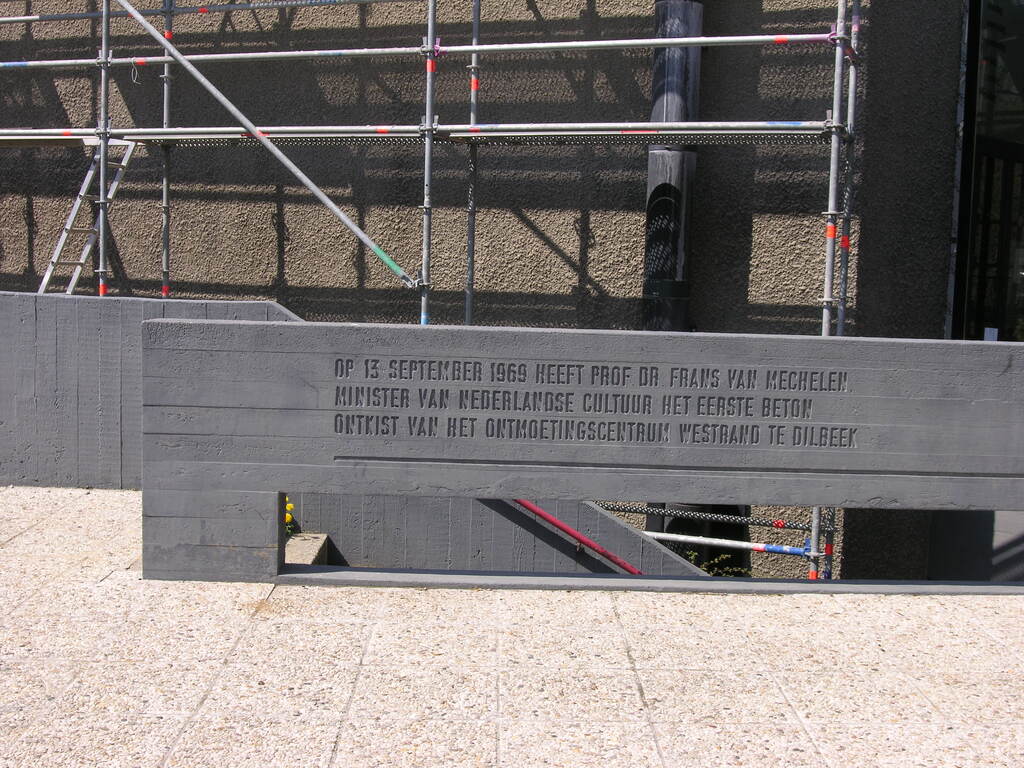 OP 13 SEPTEMBER 1969 HEEFT PROF DR. FRANS VAN MECHELEN.
MINISTER VAN NEDERLANDSE CULTUUR HET EERSTE BETON
ONTKIST VAN HET ONTMOETINGSCENTRUM WESTRAND TE DILBEEK